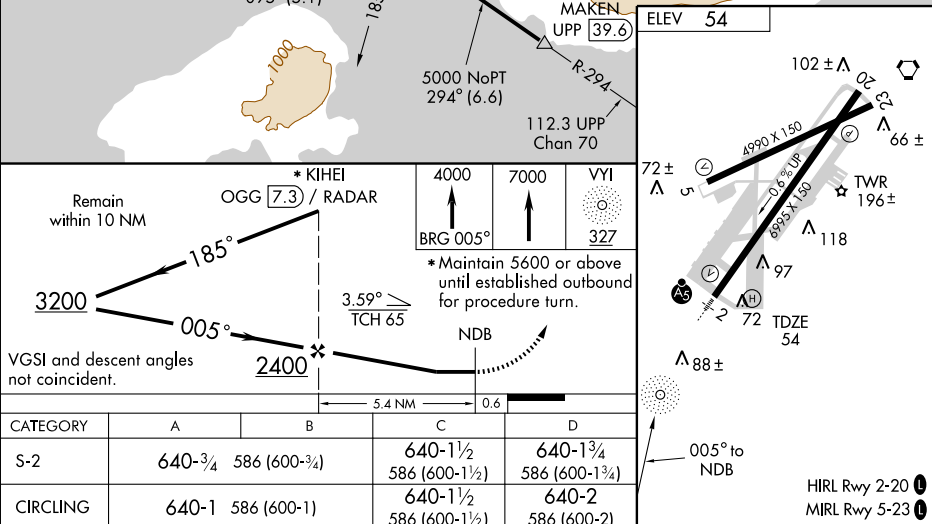 1000
185
5000 NoPT
294° (6.6)
MAKEN
UPP 39.6
R-294
112.3 UPP
Chan 70
ELEV 54
102 ±
20
23
66 ±
4990 X 150
P
72 ±
V
5
0.6 % UP
6995 X 150
TWR
196 ±
118
97
V
A5
2
H
72
TDZE
54
88 ±
005° to
NDB
HIRL Rwy 2-20 L
MIRL Rwy 5-23 L
Remain
within 10 NM
* KIHEI
OGG 7.3 / RADAR
4000
BRG 005°
7000
VYI
327
185°
3200
005°
2400
* Maintain 5600 or above
until established outbound
for procedure turn.
3.59°
TCH 65
NDB
VGSI and descent angles
not coincident.
5.4 NM
0.6
CATEGORY A B C D
S-2 640-¾ 586 (600-¾) 640-1½ 586 (600-1½) 640-1¾ 586 (600-1¾)
CIRCLING 640-1 586 (600-1) 640-1½ 586 (600-1½) 640-2 586 (600-2)